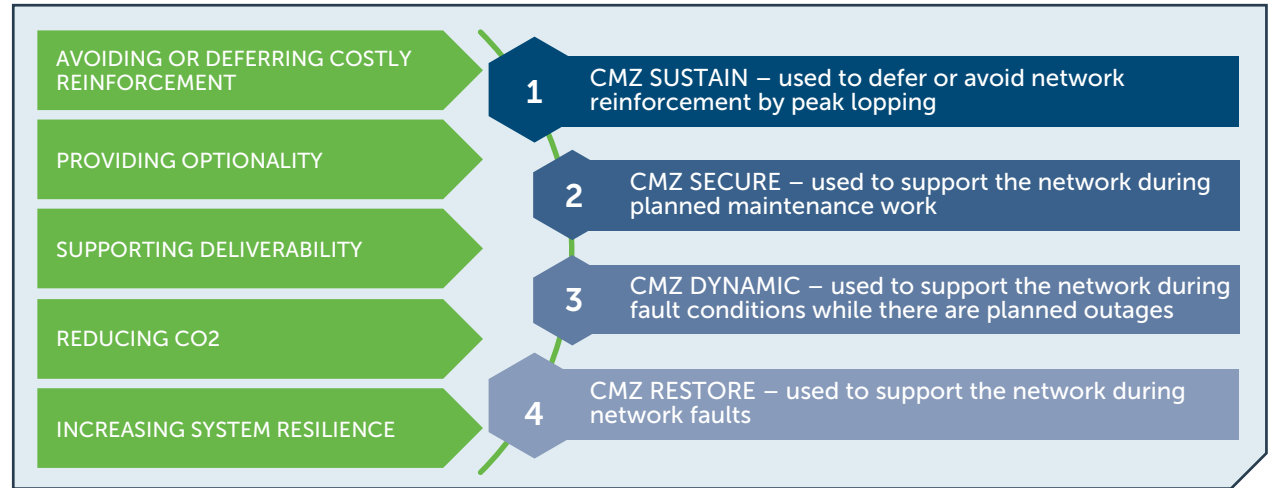 AVOIDING OR DEFERRING COSTLY
REINFORCEMENT
PROVIDING OPTIONALITY
SUPPORTING DELIVERABILITY
REDUCING CO2
INCREASING SYSTEM RESILIENCE
1
CMZ SUSTAIN – used to defer or avoid network
reinforcement by peak lopping
2
CMZ SECURE – used to support the network during
planned maintenance work
3
CMZ DYNAMIC – used to support the network during
fault conditions while there are planned outages
4
CMZ RESTORE – used to support the network during
network faults